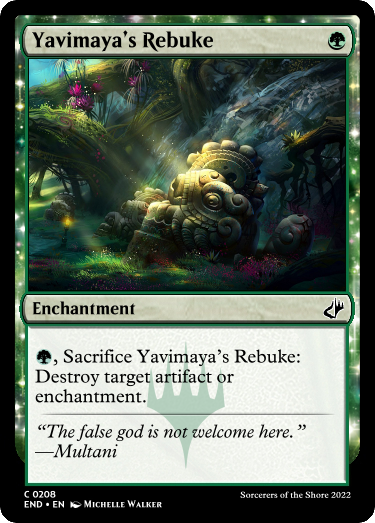 Yavimaya's Rebuke
Enchantment
, Sacrifice Yavimaya's Rebuke:
Destroy target artifact or
enchantment.
“The false god is not welcome here.”
—Multani
C 0208
END • EN Michelle Walker
Sorcerers of the Shore 2022